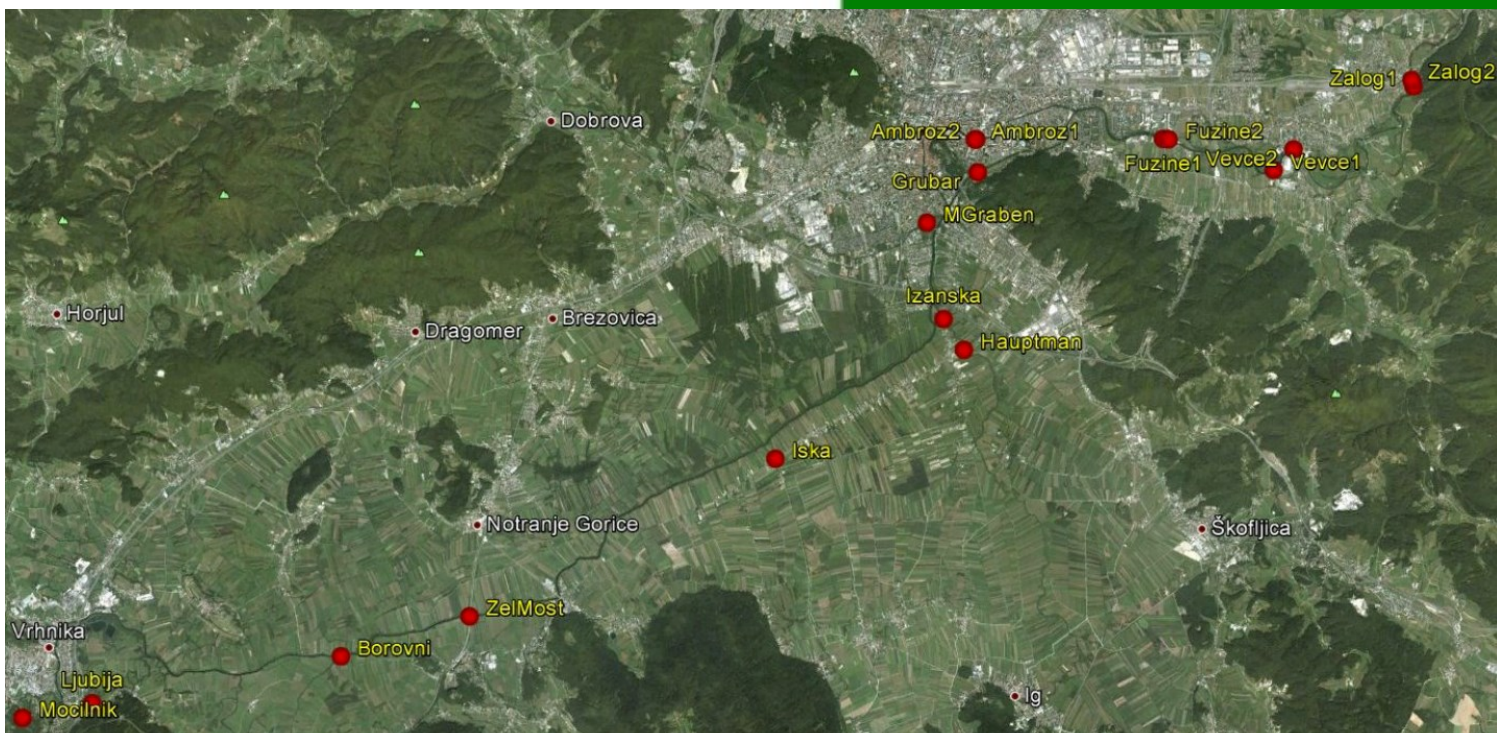 Zalog1
Zalog2
Dobrova
Ambroz2
Ambroz1
Fuzine2
Fuzine1
Vevce2
Vevce1
Grubar
MGraben
Izanska
Horjul
Dragomer
Brezovica
Hauptman
Iska
Notranje Gorice
Škofljica
ZelMost
Vrhnika
Borovni
Ljubija
Mocilnik
Ig